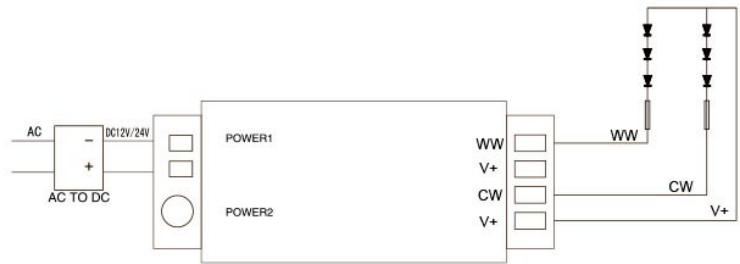 AC
−
DC12V/24V
+
AC TO DC
POWER1
POWER2
WW
V+
CW
V+
WW
CW
V+